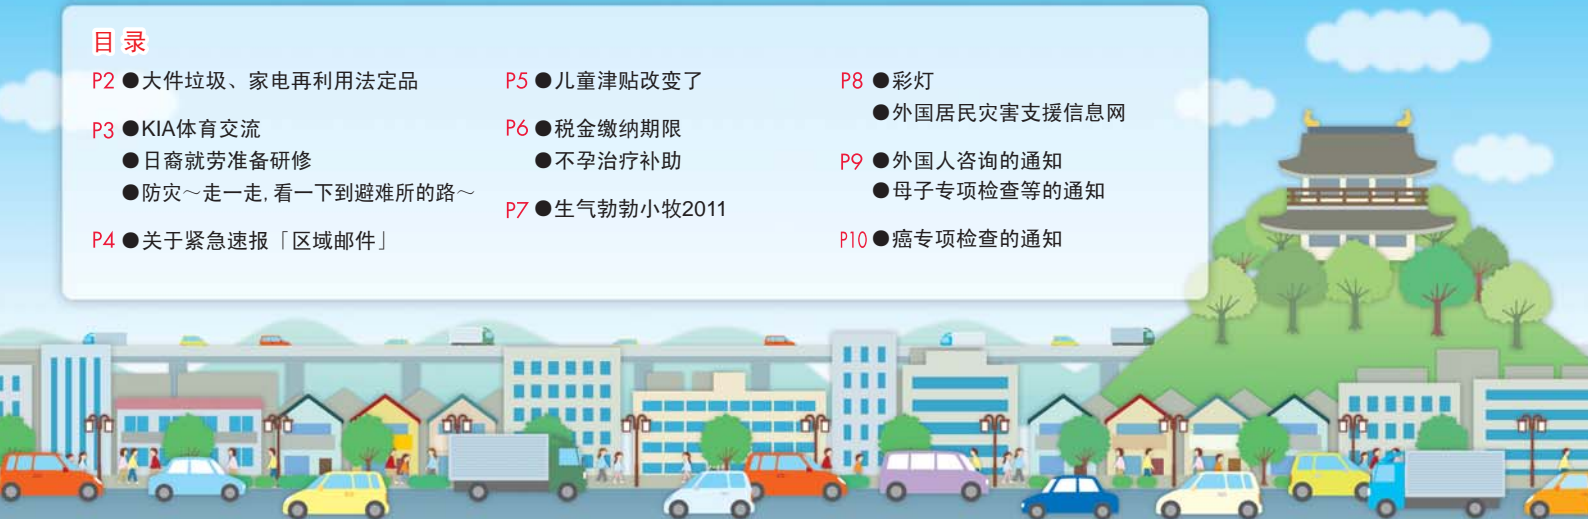 目录
P2 ●大件垃圾、家电再利用法定品
P3 ●KIA体育交流
●日裔就劳准备研修
●防灾～走一走, 看一下到避难所的路～
P4 ●关于紧急速报「区域邮件」
P5 ●儿童津贴改变了
P6 ●税金缴纳期限
●不孕治疗补助
P7 ●生气勃勃小牧2011
P8 ●彩灯
●外国居民灾害支援信息网
P9 ●外国人咨询的通知
●母子专项检查等的通知
P10 ●癌专项检查的通知